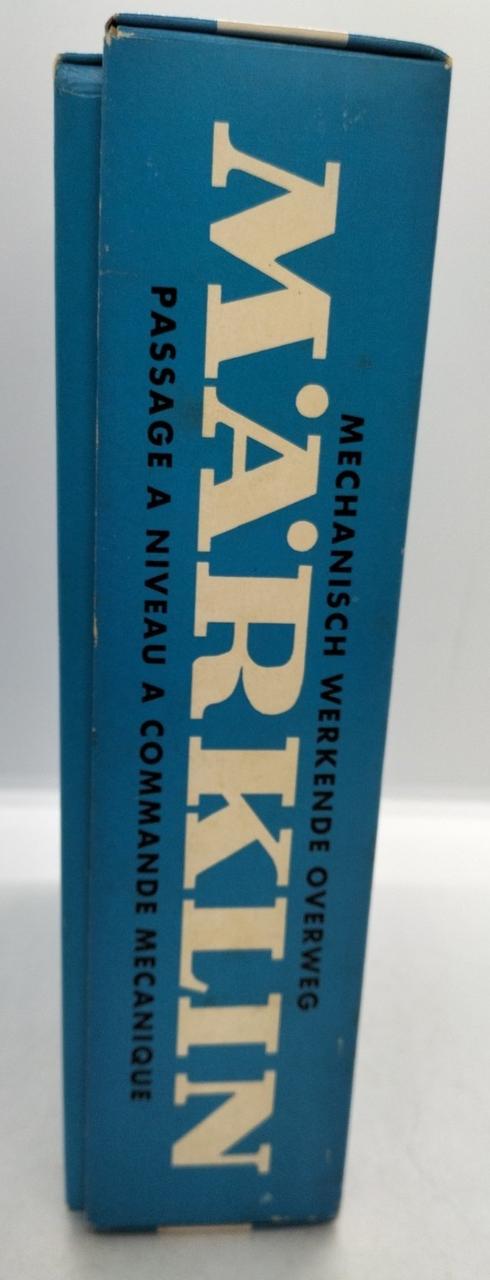 MECHANISCH WERKENDE OVERWEG
MÄRKLIN
PASSAGE A NIVEAU A COMMANDE MECANIQUE